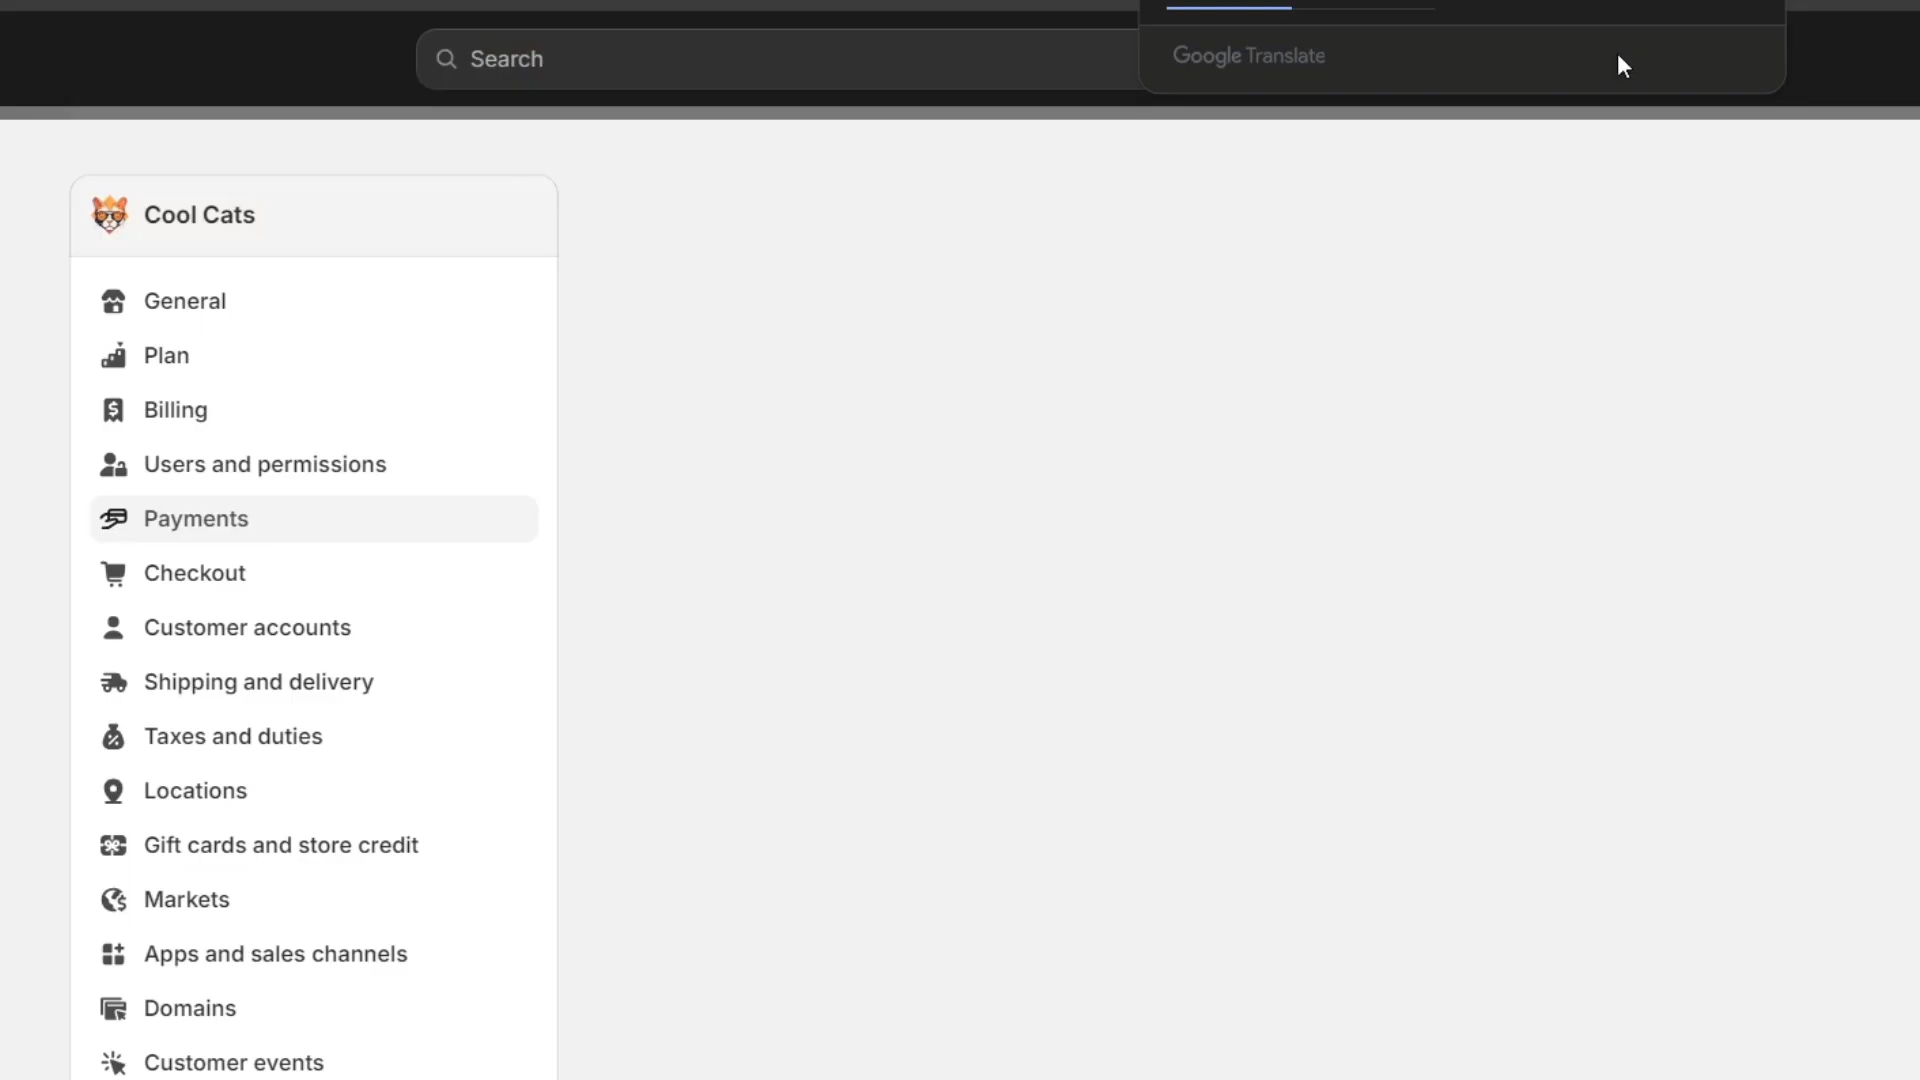 Search
Google Translate
Cool Cats
General
Plan
Billing
Users and permissions
Payments
Checkout
Customer accounts
Shipping and delivery
Taxes and duties
Locations
Gift cards and store credit
Markets
Apps and sales channels
Domains
Customer events